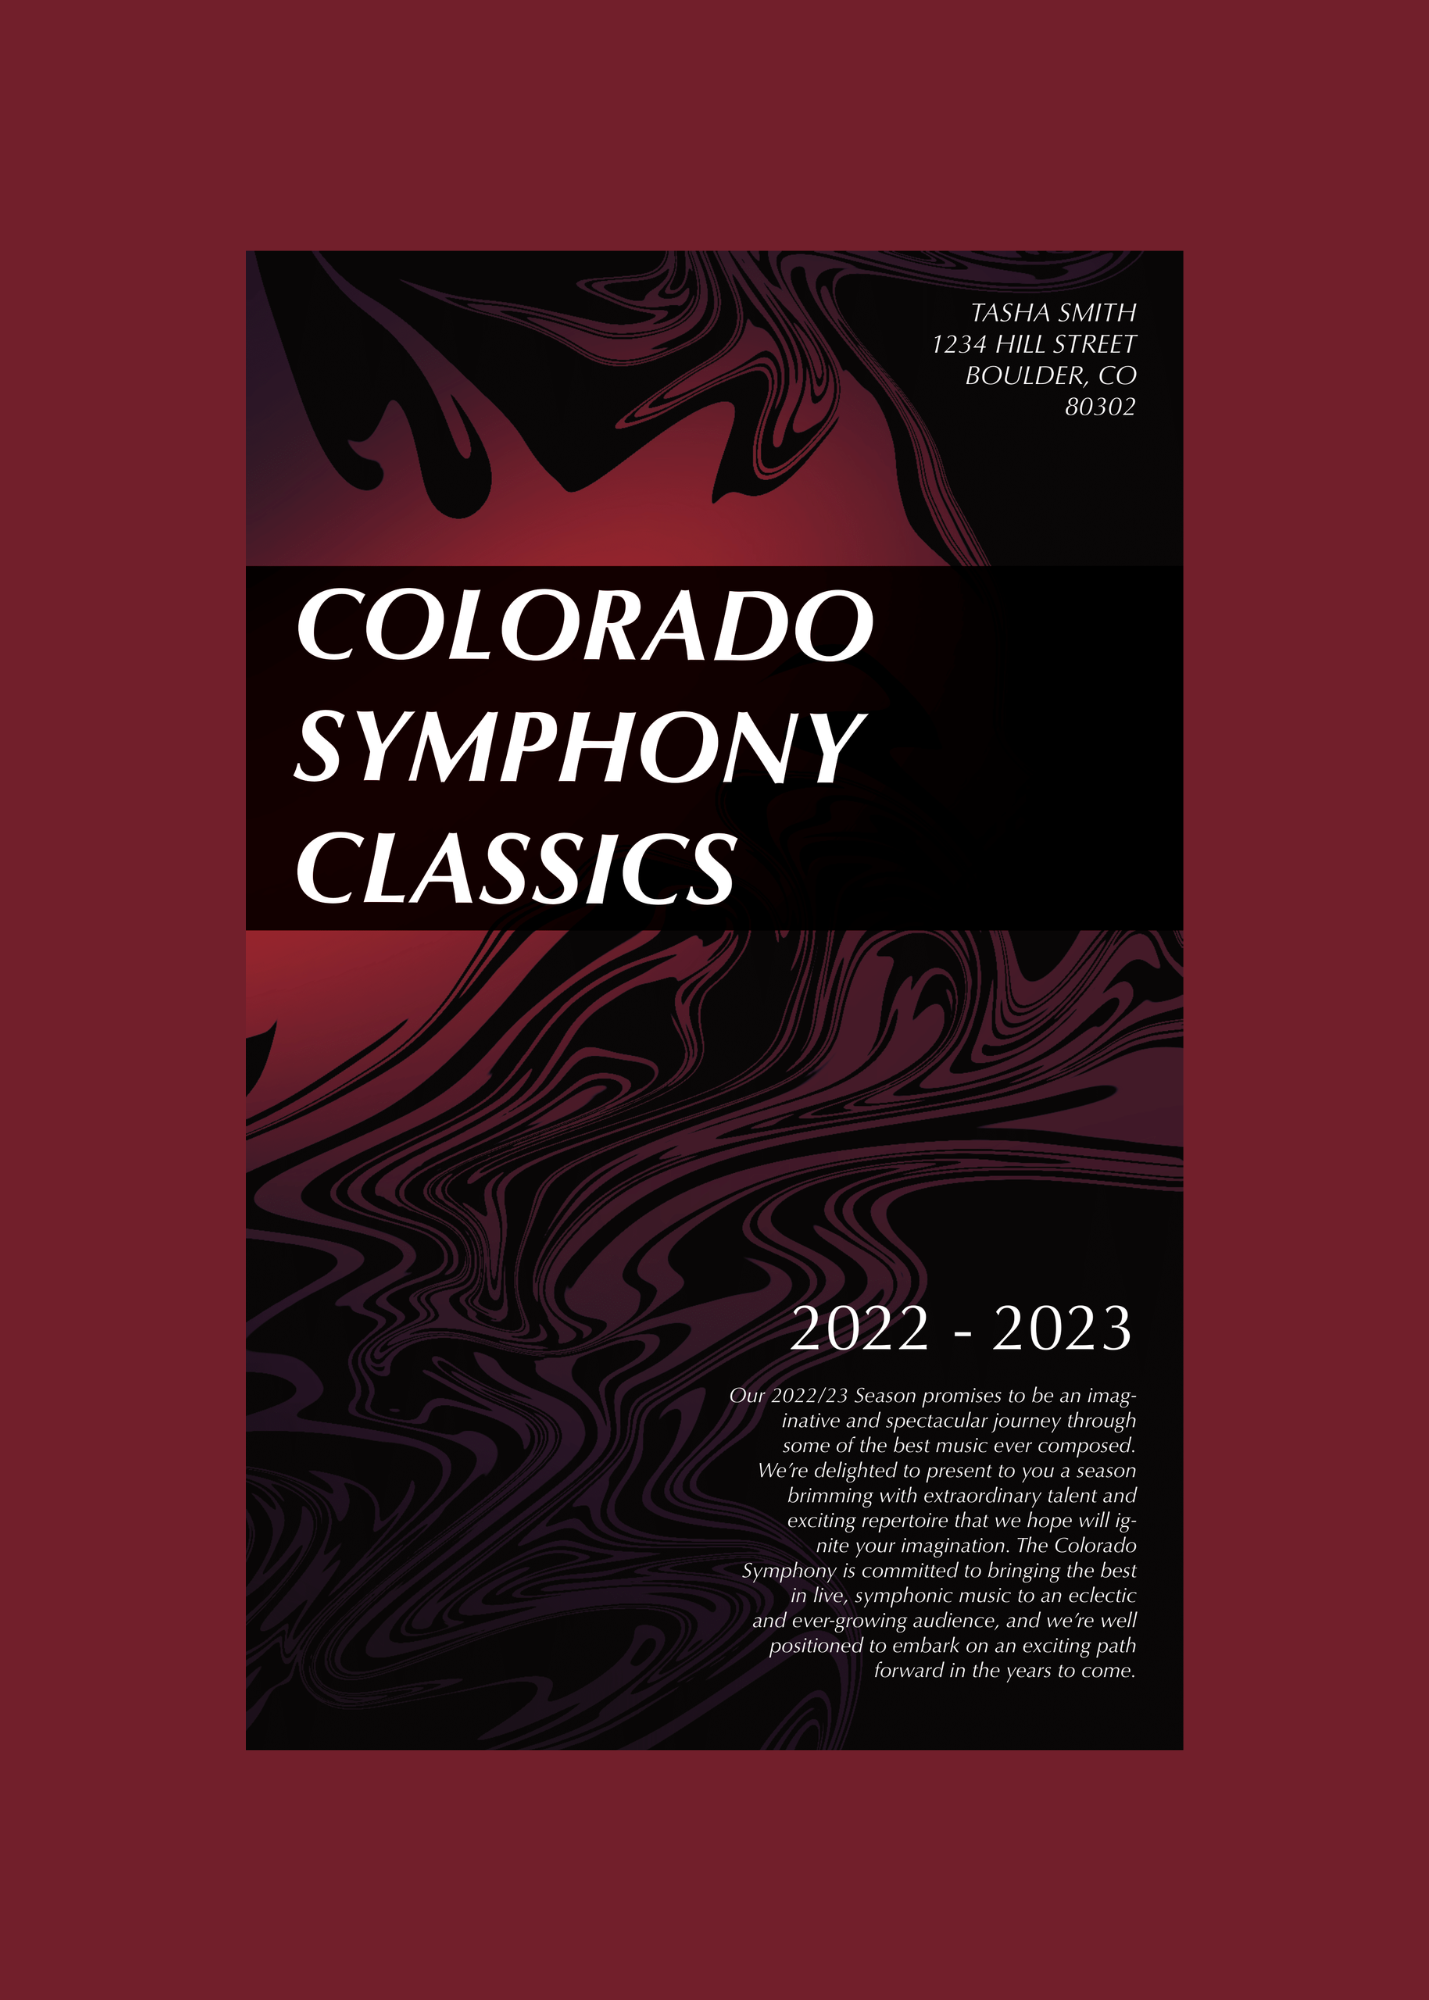 TASHA SMITH
1234 HILL STREET
BOULDER, CO
80302
COLORADO
SYMPHONY
CLASSICS
2022 - 2023
Our 2022/23 Season promises to be an imag-
inative and spectacular journey through
some of the best music ever composed.
We’re delighted to present to you a season
brimming with extraordinary talent and
exciting repertoire that we hope will ig-
nite your imagination. The Colorado
Symphony is committed to bringing the best
in live, symphonic music to an eclectic
and ever-growing audience, and we’re well
positioned to embark on an exciting path
forward in the years to come.